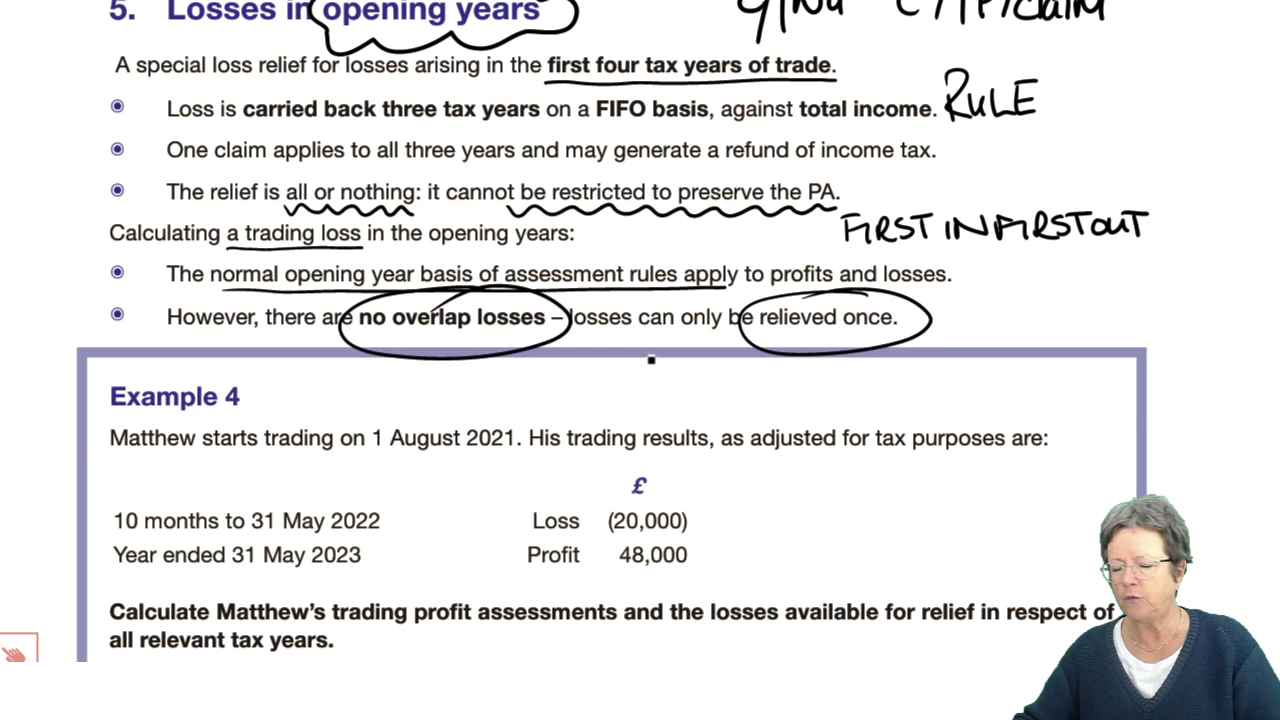 5. Losses in opening years
claim
A special loss relief for losses arising in the first four tax years of trade.
Loss is carried back three tax years on a FIFO basis, against total income. RULE
One claim applies to all three years and may generate a refund of income tax.
The relief is all or nothing: it cannot be restricted to preserve the PA.
FIRST IN FIRST OUT
Calculating a trading loss in the opening years:
The normal opening year basis of assessment rules apply to profits and losses.
However, there are no overlap losses – losses can only be relieved once.
Example 4
Matthew starts trading on 1 August 2021. His trading results, as adjusted for tax purposes are:
£
10 months to 31 May 2022 Loss (20,000)
Year ended 31 May 2023 Profit 48,000
Calculate Matthew's trading profit assessments and the losses available for relief in respect of
all relevant tax years.